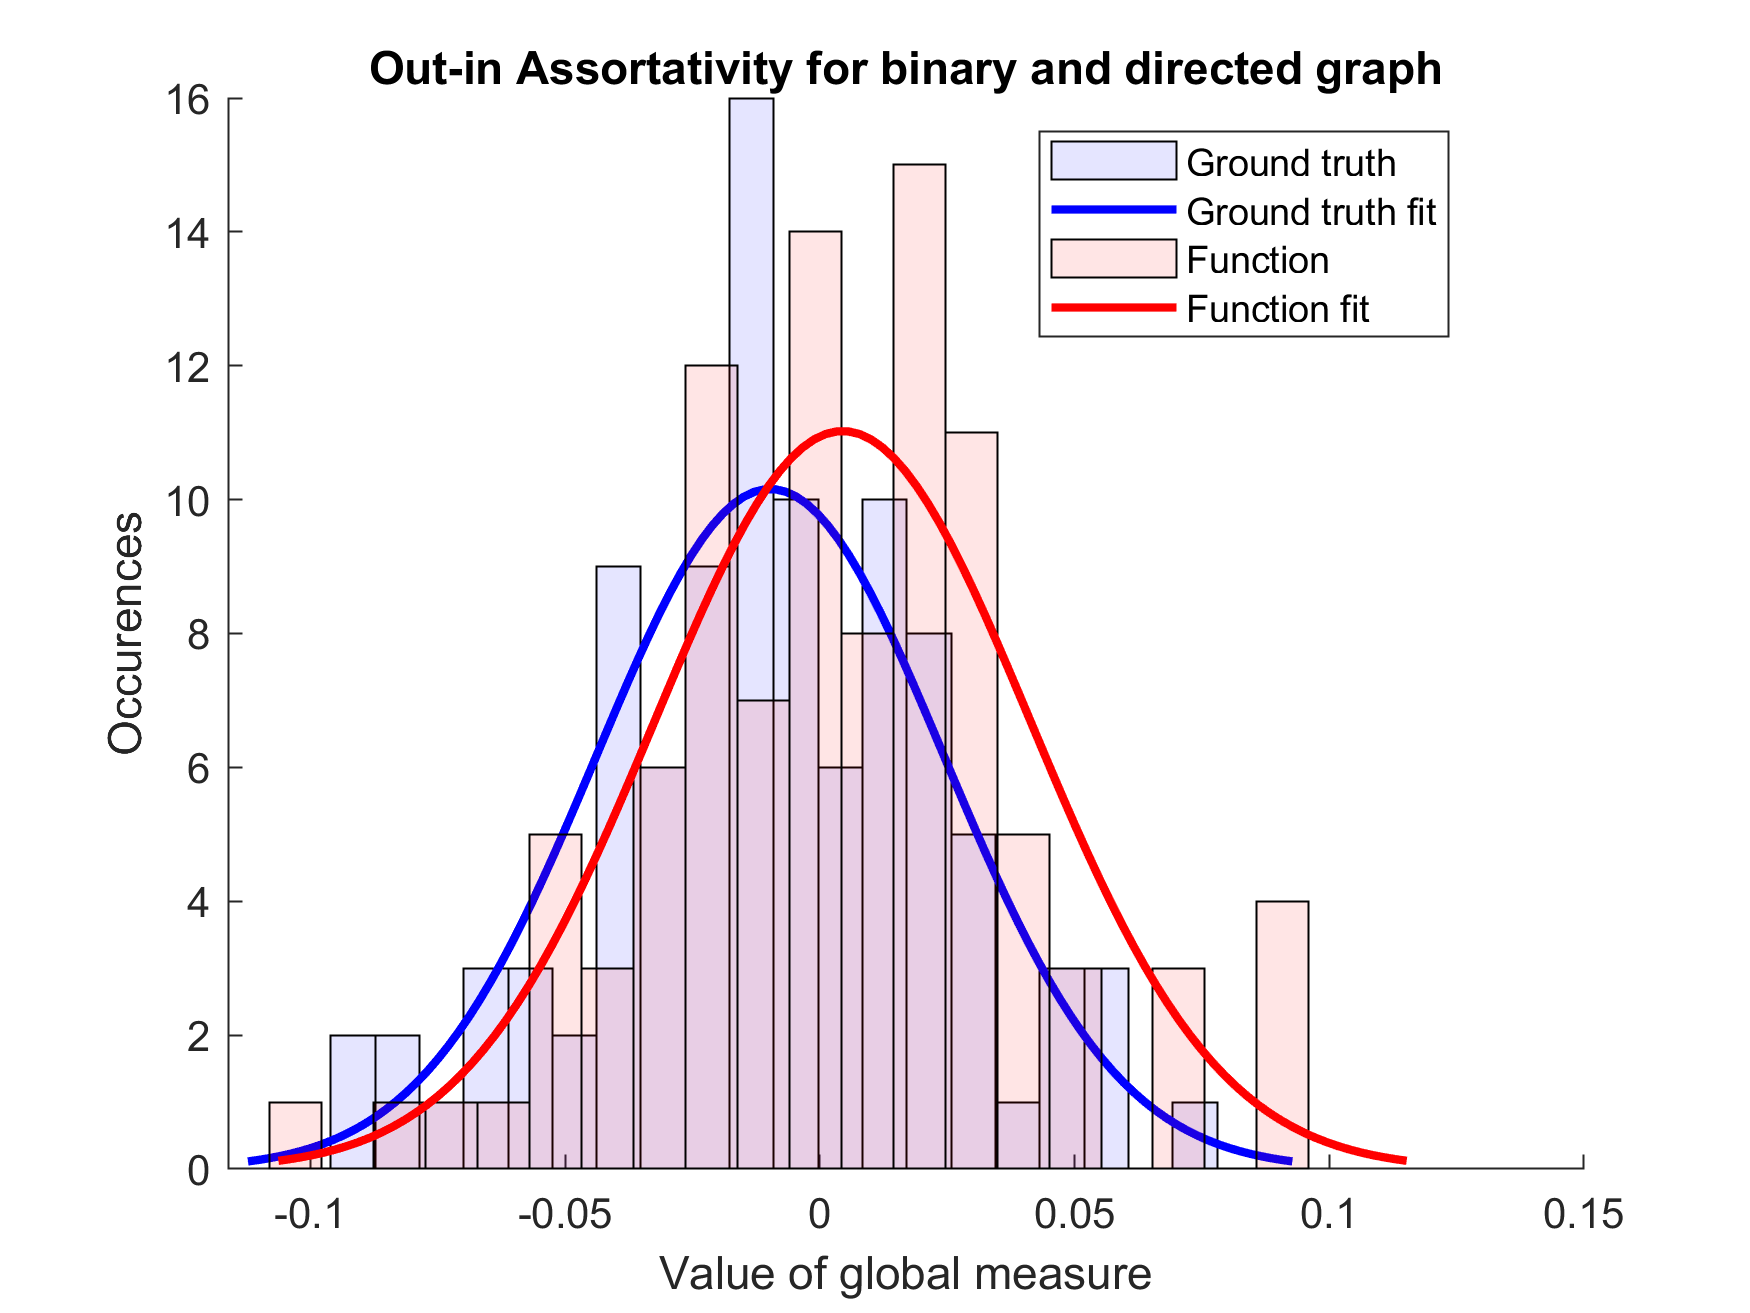 Out-in Assortativity for binary and directed graph
16
14
12
10
8
6
4
2
0
Occurences
Ground truth
Ground truth fit
Function
Function fit
-0.1 -0.05 0 0.05 0.1 0.15
Value of global measure